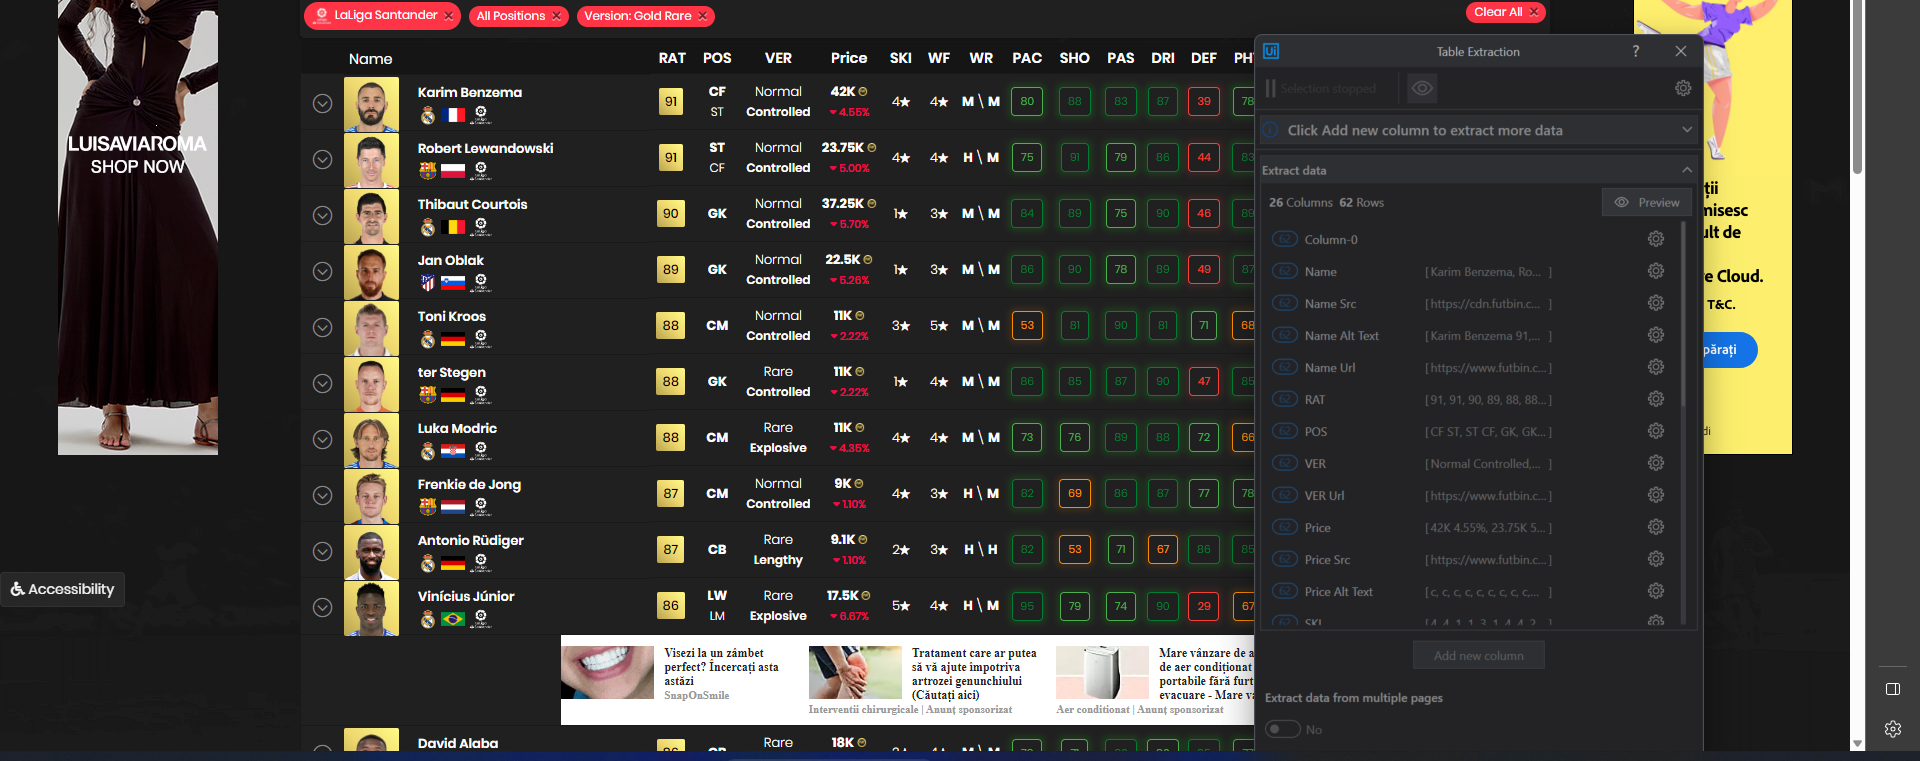 LaLiga Santander ×
All Positions ×
Version: Gold Rare ×
Clear All ×
Name RAT POS VER Price SKI WF WR PAC SHO PAS DRI DEF PH
Karim Benzema 91 CF ST Normal Controlled 42K 4.55% 4★ 4★ M \ M 80 88 83 87 39 78
Robert Lewandowski 91 ST CF Normal Controlled 23.75K 5.00% 4★ 4★ H \ M 75 91 79 86 44 83
Thibaut Courtois 90 GK Normal Controlled 37.25K 5.70% 1★ 3★ M \ M 84 89 75 90 46 89
Jan Oblak 89 GK Normal Controlled 22.5K 5.26% 1★ 3★ M \ M 86 90 78 89 49 87
Toni Kroos 88 CM Normal Controlled 11K 2.22% 3★ 5★ M \ M 53 81 90 81 71 68
ter Stegen 88 GK Rare Controlled 11K 2.22% 1★ 4★ M \ M 86 85 87 90 47 85
Luka Modric 88 CM Rare Explosive 11K 4.35% 4★ 4★ M \ M 73 76 89 88 72 66
Frenkie de Jong 87 CM Normal Controlled 9K 1.10% 4★ 3★ H \ M 82 69 86 87 77 78
Antonio Rüdiger 87 CB Rare Lengthy 9.1K 1.10% 2★ 3★ H \ H 82 53 71 67 86 85
Vinícius Júnior 86 LW LM Rare Explosive 17.5K 6.67% 5★ 4★ H \ M 95 79 74 90 29 67
David Alaba Rare 18K
LUISAVIAROMA
SHOP NOW
Accessibility
Visezi la un zâmbet
perfect? Încercați asta
astăzi
SnapOnSmile
Tratament care ar putea
să vă ajute impotriva
artrozei genunchiului
(Căutați aici)
Interventii chirurgicale | Anunț sponsorizat
Mare vânzare de a
de aer condiționat
portabile fără furt
evacuare - Mare v
Aer conditionat | Anunț sponsorizat
Ui Table Extraction ? ×
Selection stopped
Click Add new column to extract more data
Extract data
26 Columns 62 Rows
Preview
62 Column-0
62 Name [ Karim Benzema, Ro... ]
62 Name Src [ https://cdn.futbin.c... ]
62 Name Alt Text [ Karim Benzema 91,... ]
62 Name Url [ https://www.futbin.c... ]
62 RAT [ 91, 91, 90, 89, 88, 88... ]
62 POS [ CF ST, ST CF, GK, GK... ]
62 VER [ Normal Controlled,... ]
62 VER Url [ https://www.futbin.c... ]
62 Price [ 42K 4.55%, 23.75K 5... ]
62 Price Src [ https://www.futbin.c... ]
62 Price Alt Text [ c, c, c, c, c, c, c, c, c,... ]
62 SKI [ 4, 4, 1, 1, 3, 1, 4, 4, 2... ]
Add new column
Extract data from multiple pages
No
ții
misesc
ult de
e Cloud.
T&C.
părați
di